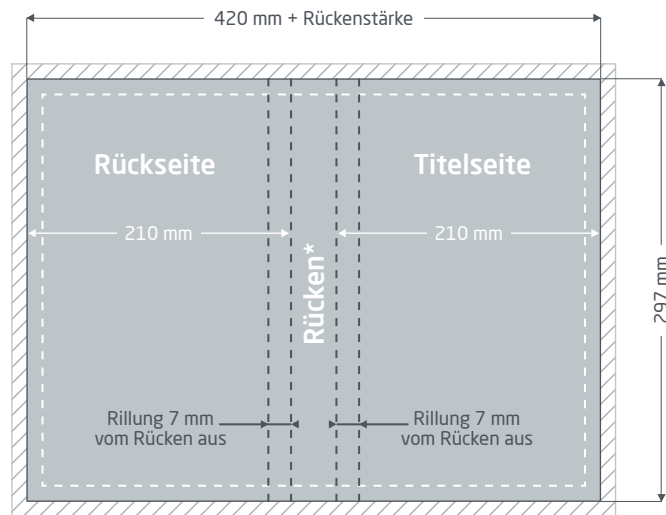 420 mm + Rückenstärke
Rückseite
Titelseite
210 mm
210 mm
Rücken*
297 mm
Rillung 7 mm
vom Rücken aus
Rillung 7 mm
vom Rücken aus